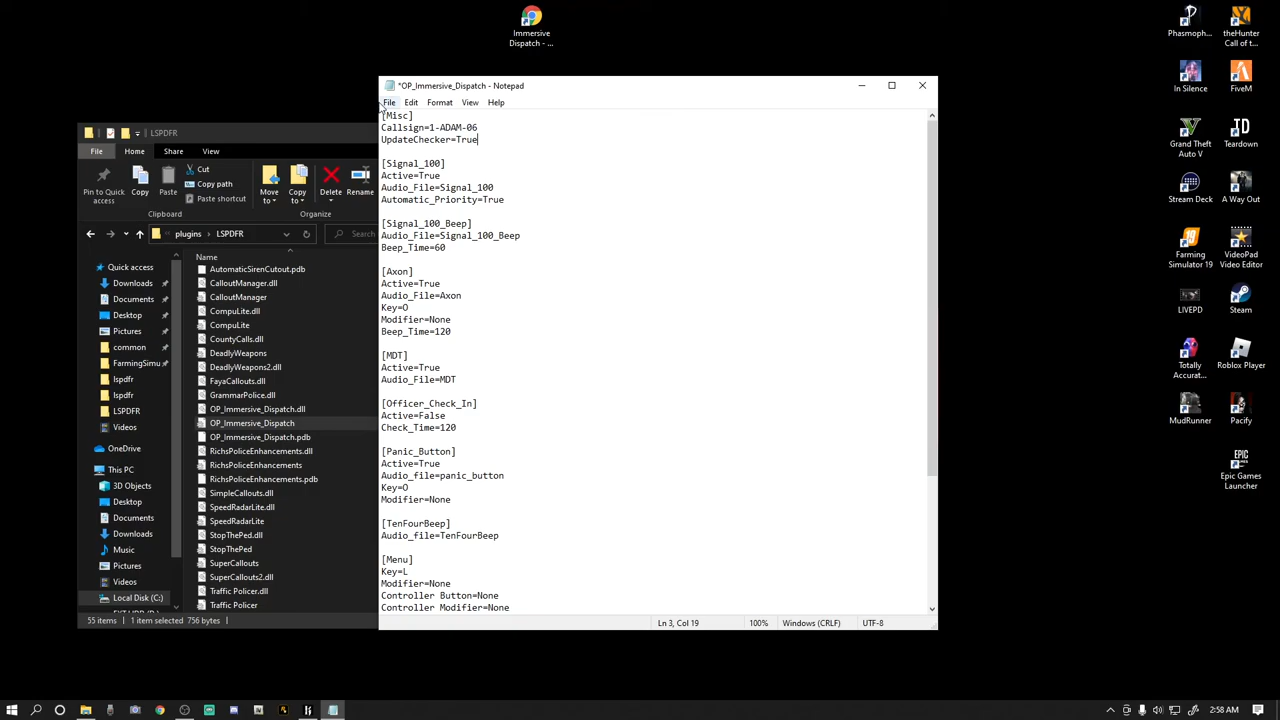 Immersive
Dispatch - ...
Phasmoph...
theHunter
Call of t...
In Silence
FiveM
Grand Theft
Auto V
Teardown
Stream Deck
A Way Out
Farming
Simulator 19
VideoPad
Video Editor
LIVEPD
Steam
Totally
Accurat...
Roblox Player
MudRunner
Pacify
EPIC
GAMES
Epic Games
Launcher
*OP_Immersive_Dispatch - Notepad
File Edit Format View Help
[Misc]
Callsign=1-ADAM-06
UpdateChecker=True
[Signal_100]
Active=True
Audio_File=Signal_100
Automatic_Priority=True
[Signal_100_Beep]
Audio_File=Signal_100_Beep
Beep_Time=60
[Axon]
Active=True
Audio_File=Axon
Key=O
Modifier=None
Beep_Time=120
[MDT]
Active=True
Audio_File=MDT
[Officer_Check_In]
Active=False
Check_Time=120
[Panic_Button]
Active=True
Audio_file=panic_button
Key=O
Modifier=None
[TenFourBeep]
Audio_file=TenFourBeep
[Menu]
Key=L
Modifier=None
Controller Button=None
Controller Modifier=None
Ln 3, Col 19 100% Windows (CRLF) UTF-8
LSPDFR
File Home Share View
Pin to Quick
access
Copy
Paste
Cut
Copy path
Paste shortcut
Clipboard
Move
to
Copy
to
Delete
Rename
Organize
plugins LSPDFR
Search
Quick access
Downloads
Documents
Desktop
Pictures
common
FarmingSimu
lspdfr
lspdfr
LSPDFR
Videos
OneDrive
This PC
3D Objects
Desktop
Documents
Downloads
Music
Pictures
Videos
Local Disk (C:)
Name
AutomaticSirenCutout.pdb
CalloutManager.dll
CalloutManager
CompuLite.dll
CompuLite
CountyCalls.dll
DeadlyWeapons
DeadlyWeapons2.dll
FayaCallouts.dll
GrammarPolice.dll
OP_Immersive_Dispatch.dll
OP_Immersive_Dispatch
OP_Immersive_Dispatch.pdb
RichsPoliceEnhancements.dll
RichsPoliceEnhancements
RichsPoliceEnhancements.pdb
SimpleCallouts.dll
SpeedRadarLite.dll
SpeedRadarLite
StopThePed.dll
StopThePed
SuperCallouts
SuperCallouts2.dll
Traffic Policer.dll
Traffic Policer
55 items 1 item selected 756 bytes
2:58 AM